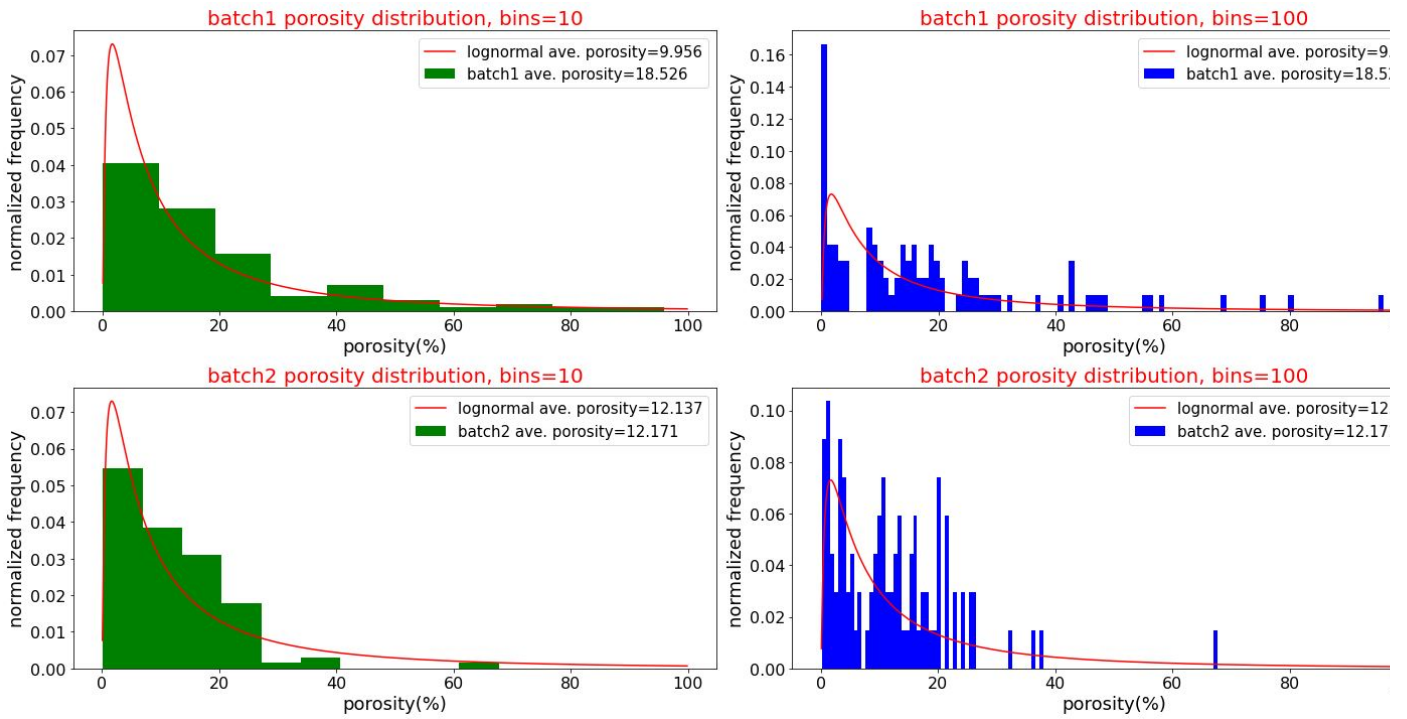 batch1 porosity distribution, bins=10
normalized frequency
0.07
0.06
0.05
0.04
0.03
0.02
0.01
0.00
lognormal ave. porosity=9.956
batch1 ave. porosity=18.526
0 20 40 60 80 100
porosity(%)
batch1 porosity distribution, bins=100
normalized frequency
0.16
0.14
0.12
0.10
0.08
0.06
0.04
0.02
0.00
lognormal ave. porosity=9.
batch1 ave. porosity=18.5
0 20 40 60 80
porosity(%)
batch2 porosity distribution, bins=10
normalized frequency
0.07
0.06
0.05
0.04
0.03
0.02
0.01
0.00
lognormal ave. porosity=12.137
batch2 ave. porosity=12.171
0 20 40 60 80 100
porosity(%)
batch2 porosity distribution, bins=100
normalized frequency
0.10
0.08
0.06
0.04
0.02
0.00
lognormal ave. porosity=12
batch2 ave. porosity=12.17
0 20 40 60 80
porosity(%)